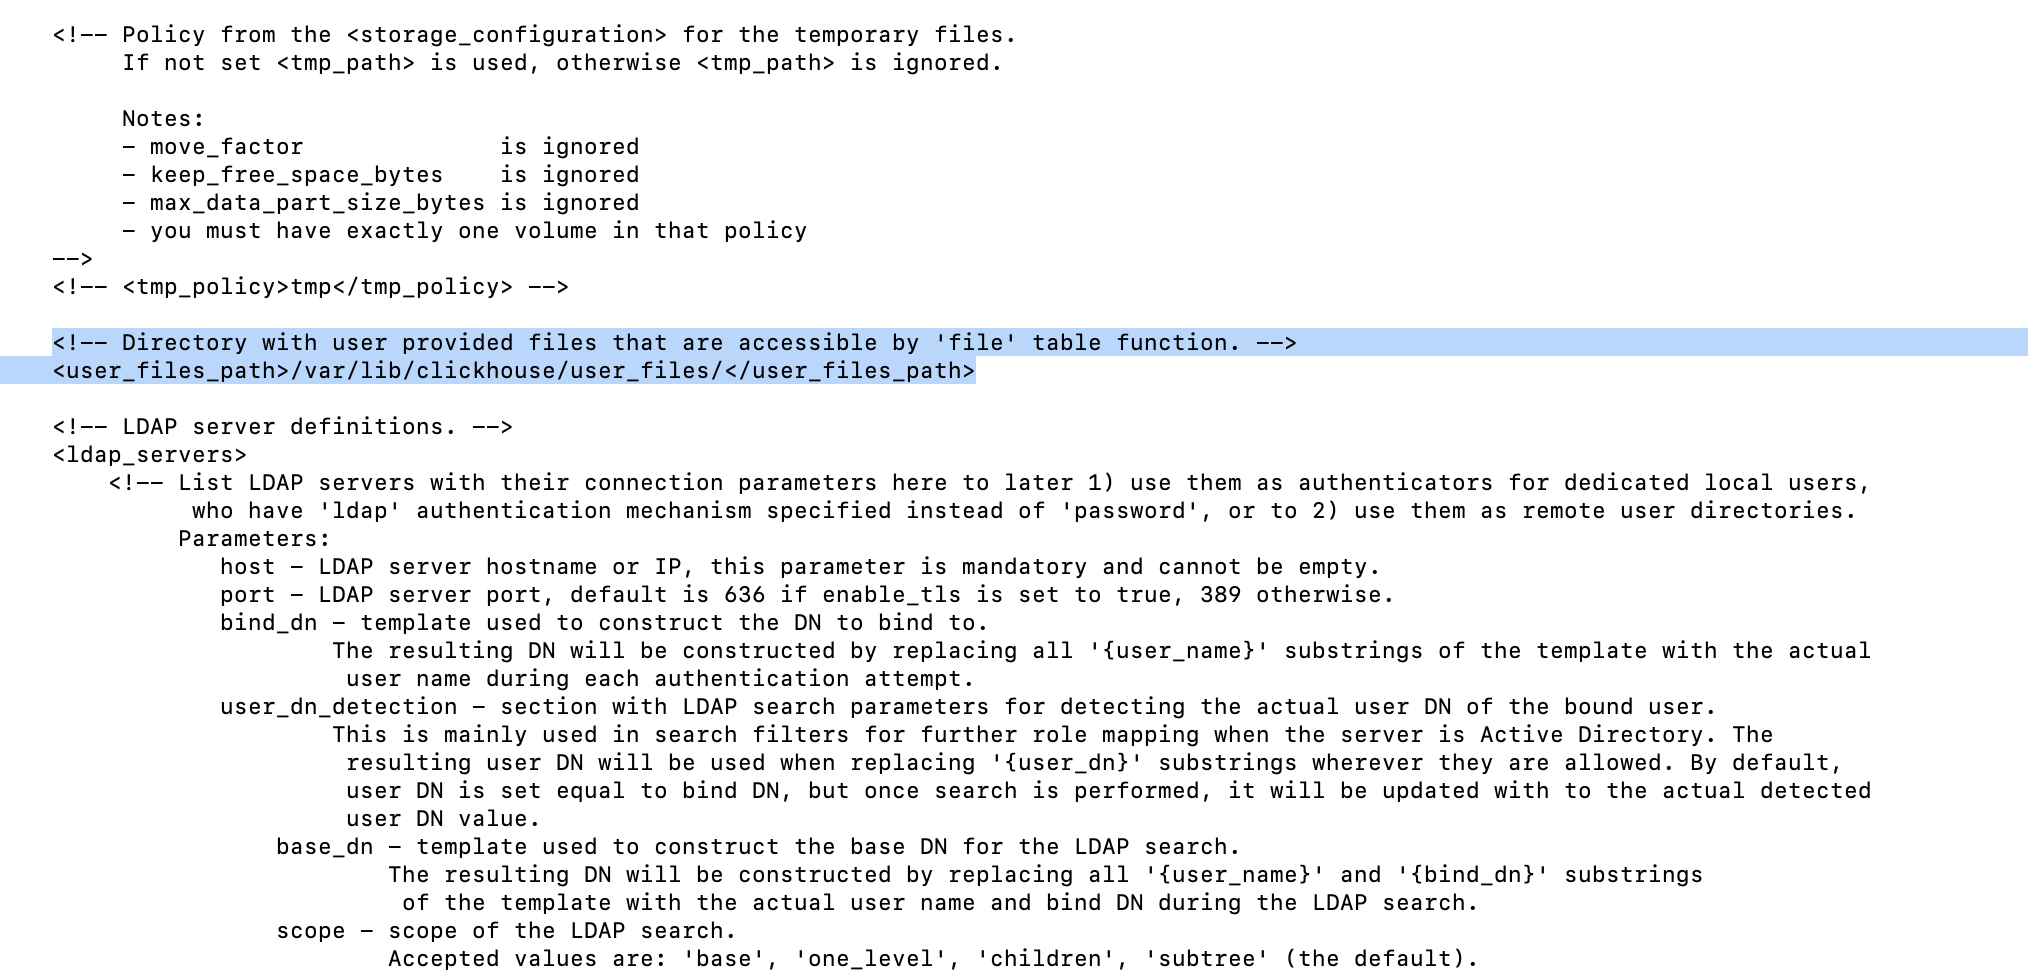 <!-- Policy from the <storage_configuration> for the temporary files.
If not set <tmp_path> is used, otherwise <tmp_path> is ignored.
Notes:
- move_factor is ignored
- keep_free_space_bytes is ignored
- max_data_part_size_bytes is ignored
- you must have exactly one volume in that policy
-->
<!-- <tmp_policy>tmp</tmp_policy> -->
<!-- Directory with user provided files that are accessible by 'file' table function. -->
<user_files_path>/var/lib/clickhouse/user_files/</user_files_path>
<!-- LDAP server definitions. -->
<ldap_servers>
<!-- List LDAP servers with their connection parameters here to later 1) use them as authenticators for dedicated local users,
who have 'ldap' authentication mechanism specified instead of 'password', or to 2) use them as remote user directories.
Parameters:
host - LDAP server hostname or IP, this parameter is mandatory and cannot be empty.
port - LDAP server port, default is 636 if enable_tls is set to true, 389 otherwise.
bind_dn - template used to construct the DN to bind to.
The resulting DN will be constructed by replacing all '{user_name}' substrings of the template with the actual
user name during each authentication attempt.
user_dn_detection - section with LDAP search parameters for detecting the actual user DN of the bound user.
This is mainly used in search filters for further role mapping when the server is Active Directory. The
resulting user DN will be used when replacing '{user_dn}' substrings wherever they are allowed. By default,
user DN is set equal to bind DN, but once search is performed, it will be updated with to the actual detected
user DN value.
base_dn - template used to construct the base DN for the LDAP search.
The resulting DN will be constructed by replacing all '{user_name}' and '{bind_dn}' substrings
of the template with the actual user name and bind DN during the LDAP search.
scope - scope of the LDAP search.
Accepted values are: 'base', 'one_level', 'children', 'subtree' (the default).